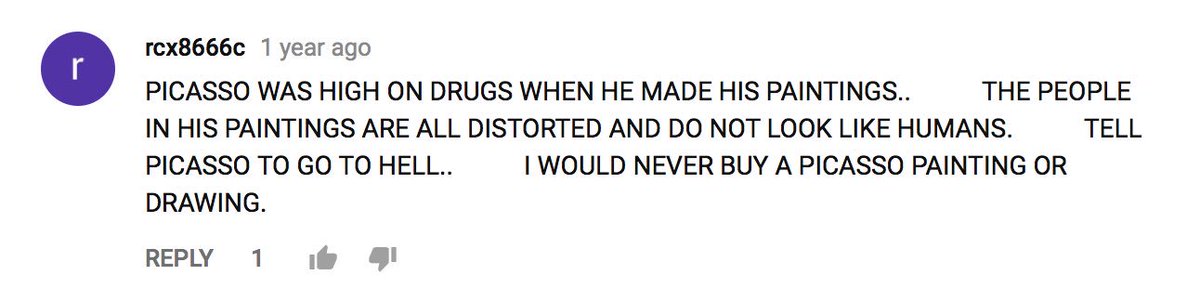 r
rcx8666c 1 year ago
PICASSO WAS HIGH ON DRUGS WHEN HE MADE HIS PAINTINGS.. THE PEOPLE
IN HIS PAINTINGS ARE ALL DISTORTED AND DO NOT LOOK LIKE HUMANS. TELL
PICASSO TO GO TO HELL.. I WOULD NEVER BUY A PICASSO PAINTING OR
DRAWING.
REPLY 1